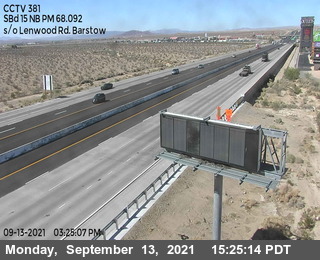 CCTV 381
SBd 15 NB PM 68.092
s/o Lenwood Rd. Barstow
09-13-2021 03:25:07 PM
Monday, September 13, 2021 15:25:14 PDT